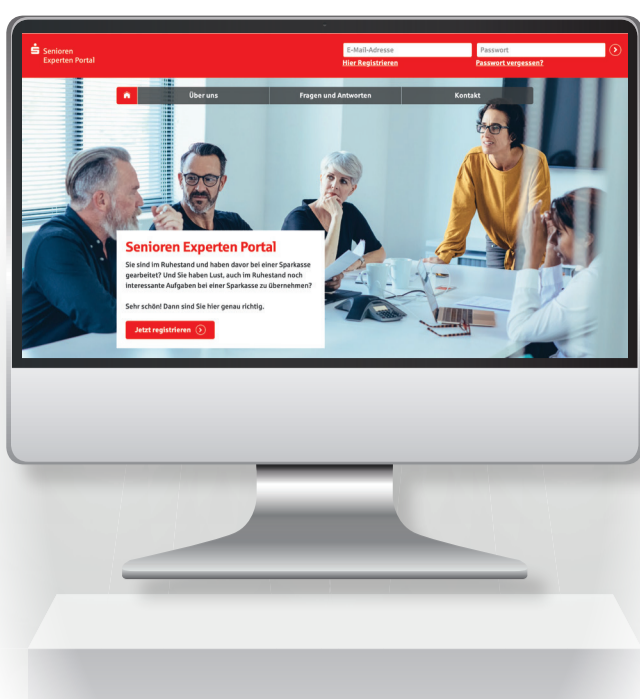 Senioren
Experten Portal
E-Mail-Adresse
Passwort
Hier Registrieren
Passwort vergessen?
Über uns
Fragen und Antworten
Kontakt
Senioren Experten Portal
Sie sind im Ruhestand und haben davor bei einer Sparkasse
gearbeitet? Und Sie haben Lust, auch im Ruhestand noch
interessante Aufgaben bei einer Sparkasse zu übernehmen?
Sehr schön! Dann sind Sie hier genau richtig.
Jetzt registrieren